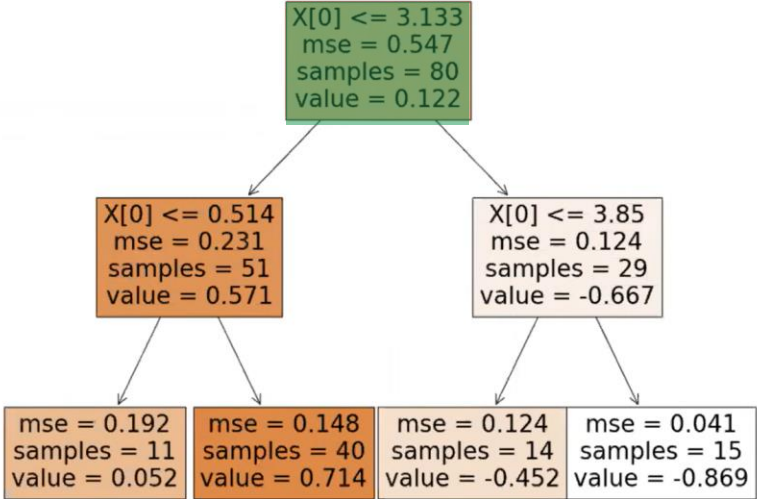 X[0] <= 3.133
mse = 0.547
samples = 80
value = 0.122
X[0] <= 0.514
mse = 0.231
samples = 51
value = 0.571
X[0] <= 3.85
mse = 0.124
samples = 29
value = -0.667
mse = 0.192
samples = 11
value = 0.052
mse = 0.148
samples = 40
value = 0.714
mse = 0.124
samples = 14
value = -0.452
mse = 0.041
samples = 15
value = -0.869